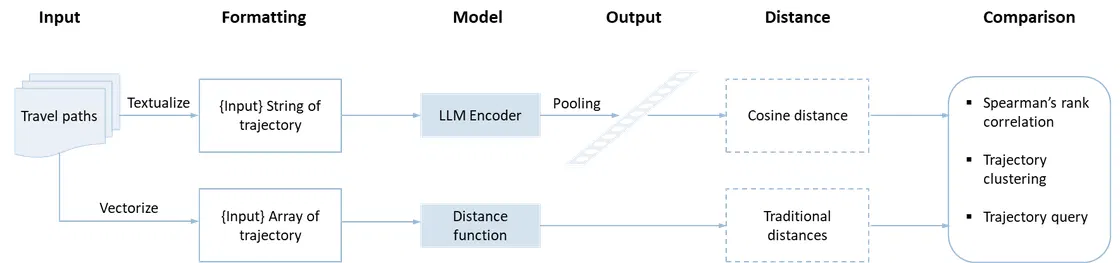 Input
Formatting
Model
Output
Distance
Comparison
Travel paths
Textualize
{Input} String of
trajectory
LLM Encoder
Pooling
Cosine distance
Vectorize
{Input} Array of
trajectory
Distance
function
Traditional
distances
▪ Spearman's rank
correlation
▪ Trajectory
clustering
▪ Trajectory query